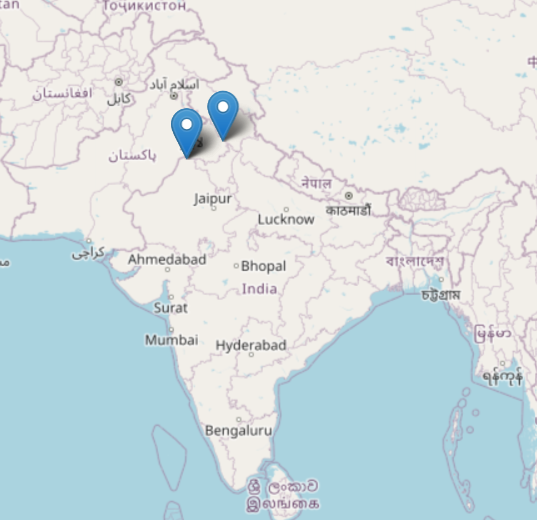 tan
Тоҷикистон
افغانستان
کابل
اسلام آباد
پاکستان
नेपाल
Jaipur
Lucknow
काठमाडौँ
کراچی
Ahmedabad
Bhopal
বাংলাদেশ
India
চট্টগ্রাম
Surat
မြန်မာ
Mumbai
Hyderabad
ရန်ကုန်
Bengaluru
ශ්‍රී ලංකාව
இலங்கை